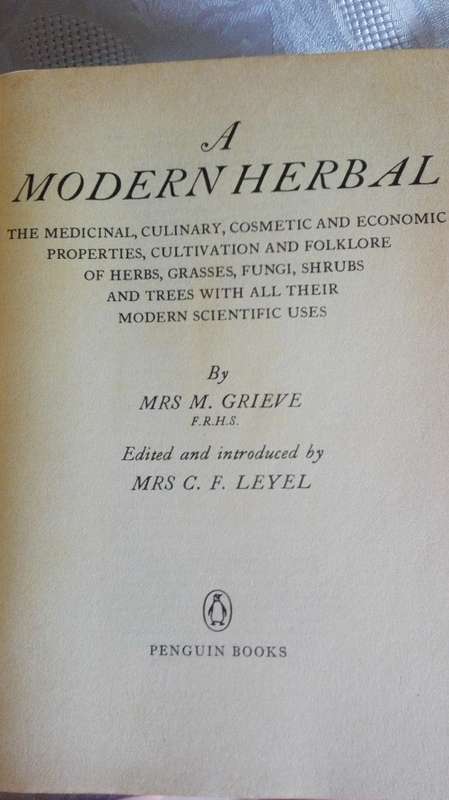 A
MODERN HERBAL
THE MEDICINAL, CULINARY, COSMETIC AND ECONOMIC
PROPERTIES, CULTIVATION AND FOLKLORE
OF HERBS, GRASSES, FUNGI, SHRUBS
AND TREES WITH ALL THEIR
MODERN SCIENTIFIC USES
By
MRS M. GRIEVE
F.R.H.S.
Edited and introduced by
MRS C. F. LEYEL
PENGUIN BOOKS